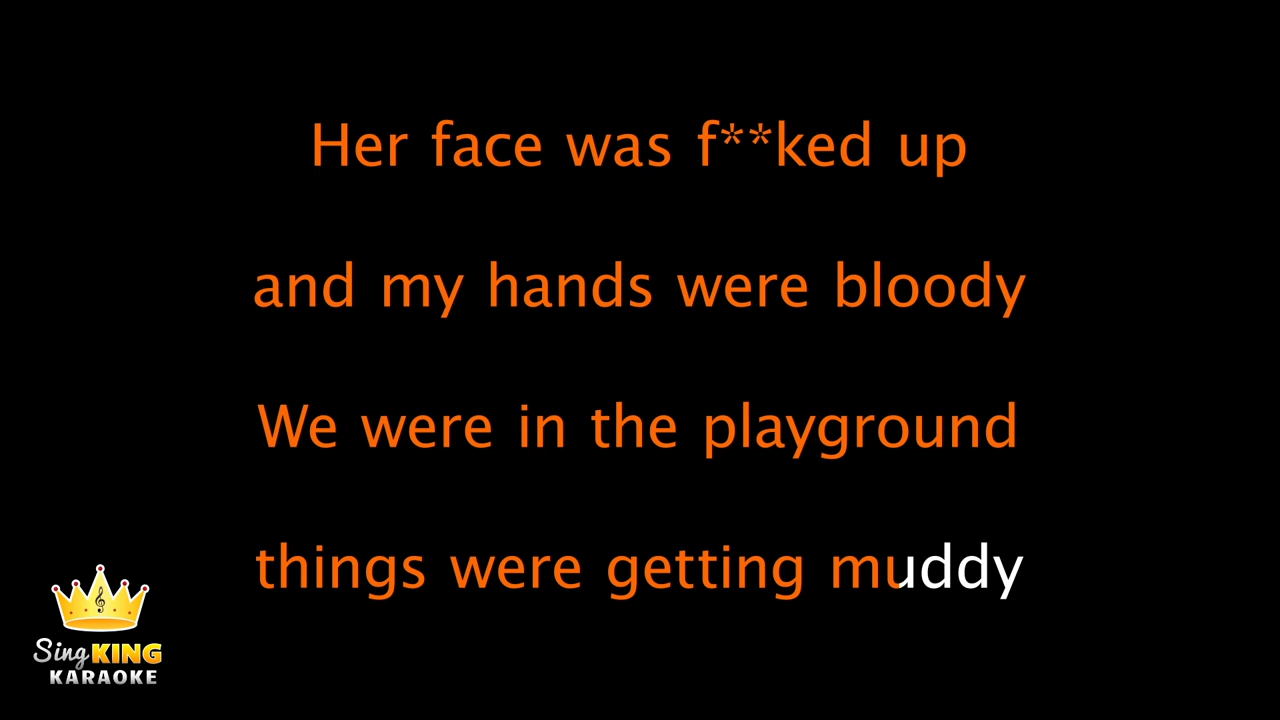 Her face was f**ked up
and my hands were bloody
We were in the playground
things were getting muddy
Sing KING
KARAOKE